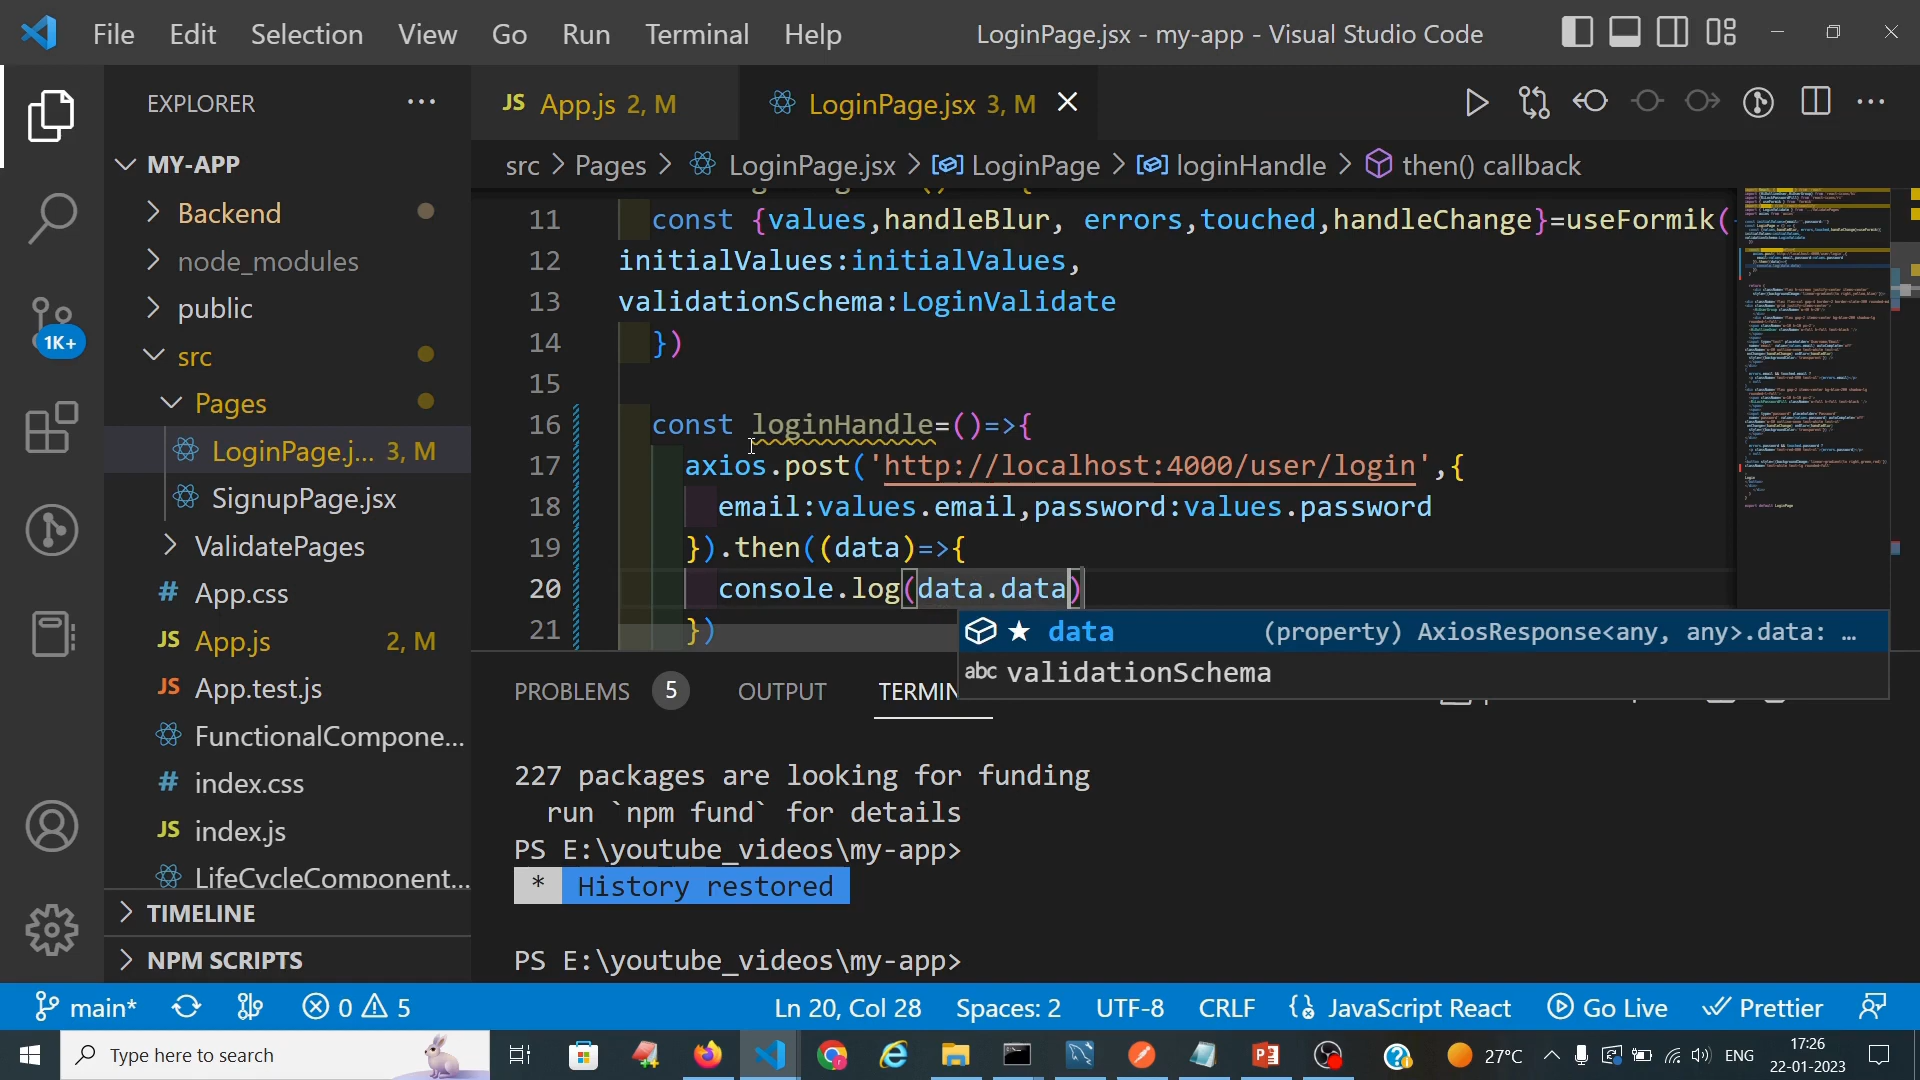 File Edit Selection View Go Run Terminal Help
LoginPage.jsx - my-app - Visual Studio Code
EXPLORER
MY-APP
Backend
node_modules
public
src
Pages
LoginPage.j... 3, M
SignupPage.jsx
ValidatePages
# App.css
JS App.js 2, M
JS App.test.js
FunctionalCompone...
# index.css
JS index.js
LifeCycleComponent...
TIMELINE
NPM SCRIPTS
1K+
JS App.js 2, M
LoginPage.jsx 3, M
src > Pages > LoginPage.jsx > LoginPage > loginHandle > then() callback
11 const {values,handleBlur, errors,touched,handleChange}=useFormik(
12 initialValues:initialValues,
13 validationSchema:LoginValidate
14 })
15
16 const loginHandle=()=>{
17 axios.post('http://localhost:4000/user/login',{
18 email:values.email,password:values.password
19 }).then((data)=>{
20 console.log(data.data)
21 })
data (property) AxiosResponse<any, any>.data: …
abc validationSchema
PROBLEMS 5 OUTPUT TERMIN
227 packages are looking for funding
run `npm fund` for details
PS E:\youtube_videos\my-app>
* History restored
PS E:\youtube_videos\my-app>
main* 0 5 Ln 20, Col 28 Spaces: 2 UTF-8 CRLF JavaScript React Go Live Prettier
Type here to search
27°C ENG 17:26
22-01-2023